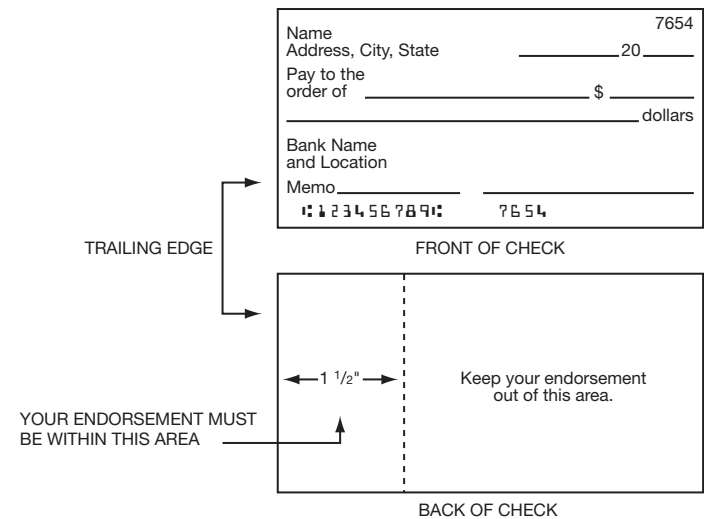 7654
Name
Address, City, State 20
Pay to the
order of $
dollars
Bank Name
and Location
Memo
⑆123456789⑆ 7654
TRAILING EDGE
FRONT OF CHECK
1 1/2"
Keep your endorsement
out of this area.
YOUR ENDORSEMENT MUST
BE WITHIN THIS AREA
BACK OF CHECK